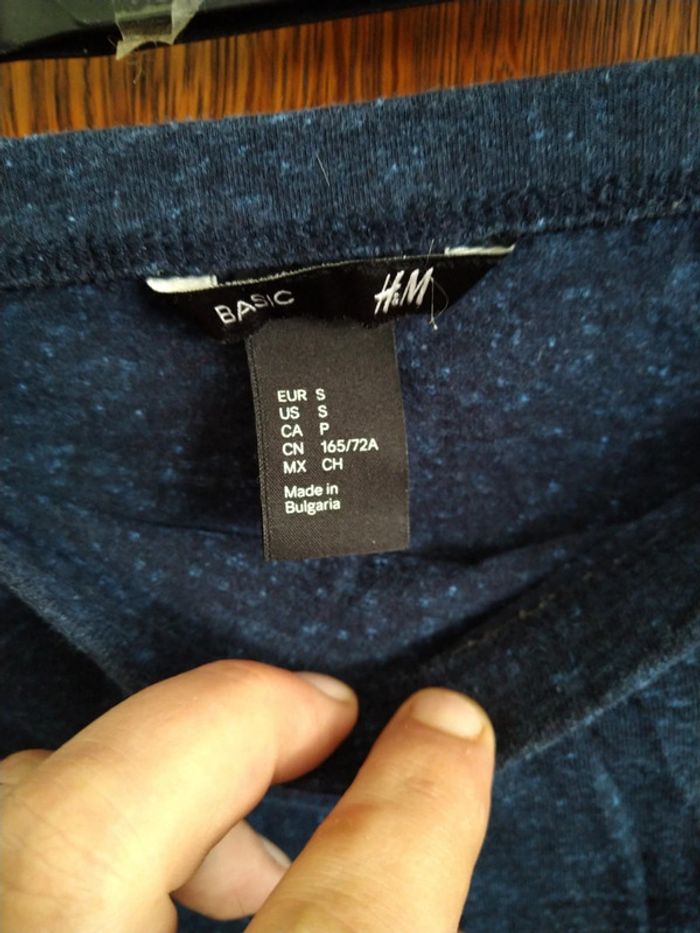 BASIC H&M
EUR S
US S
CA P
CN 165/72A
MX CH
Made in
Bulgaria